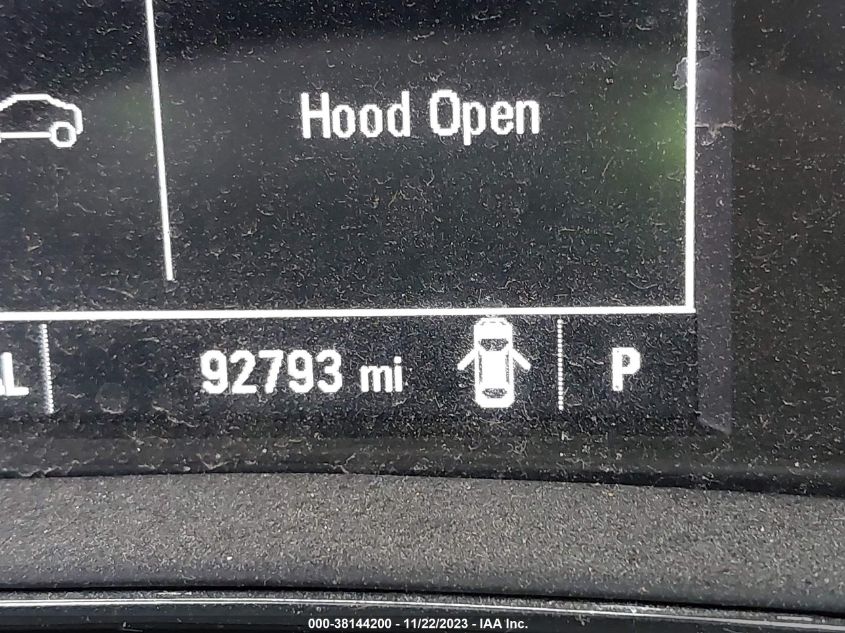 Hood Open
92793 mi
P
000-38144200 - 11/22/2023 - IAA Inc.